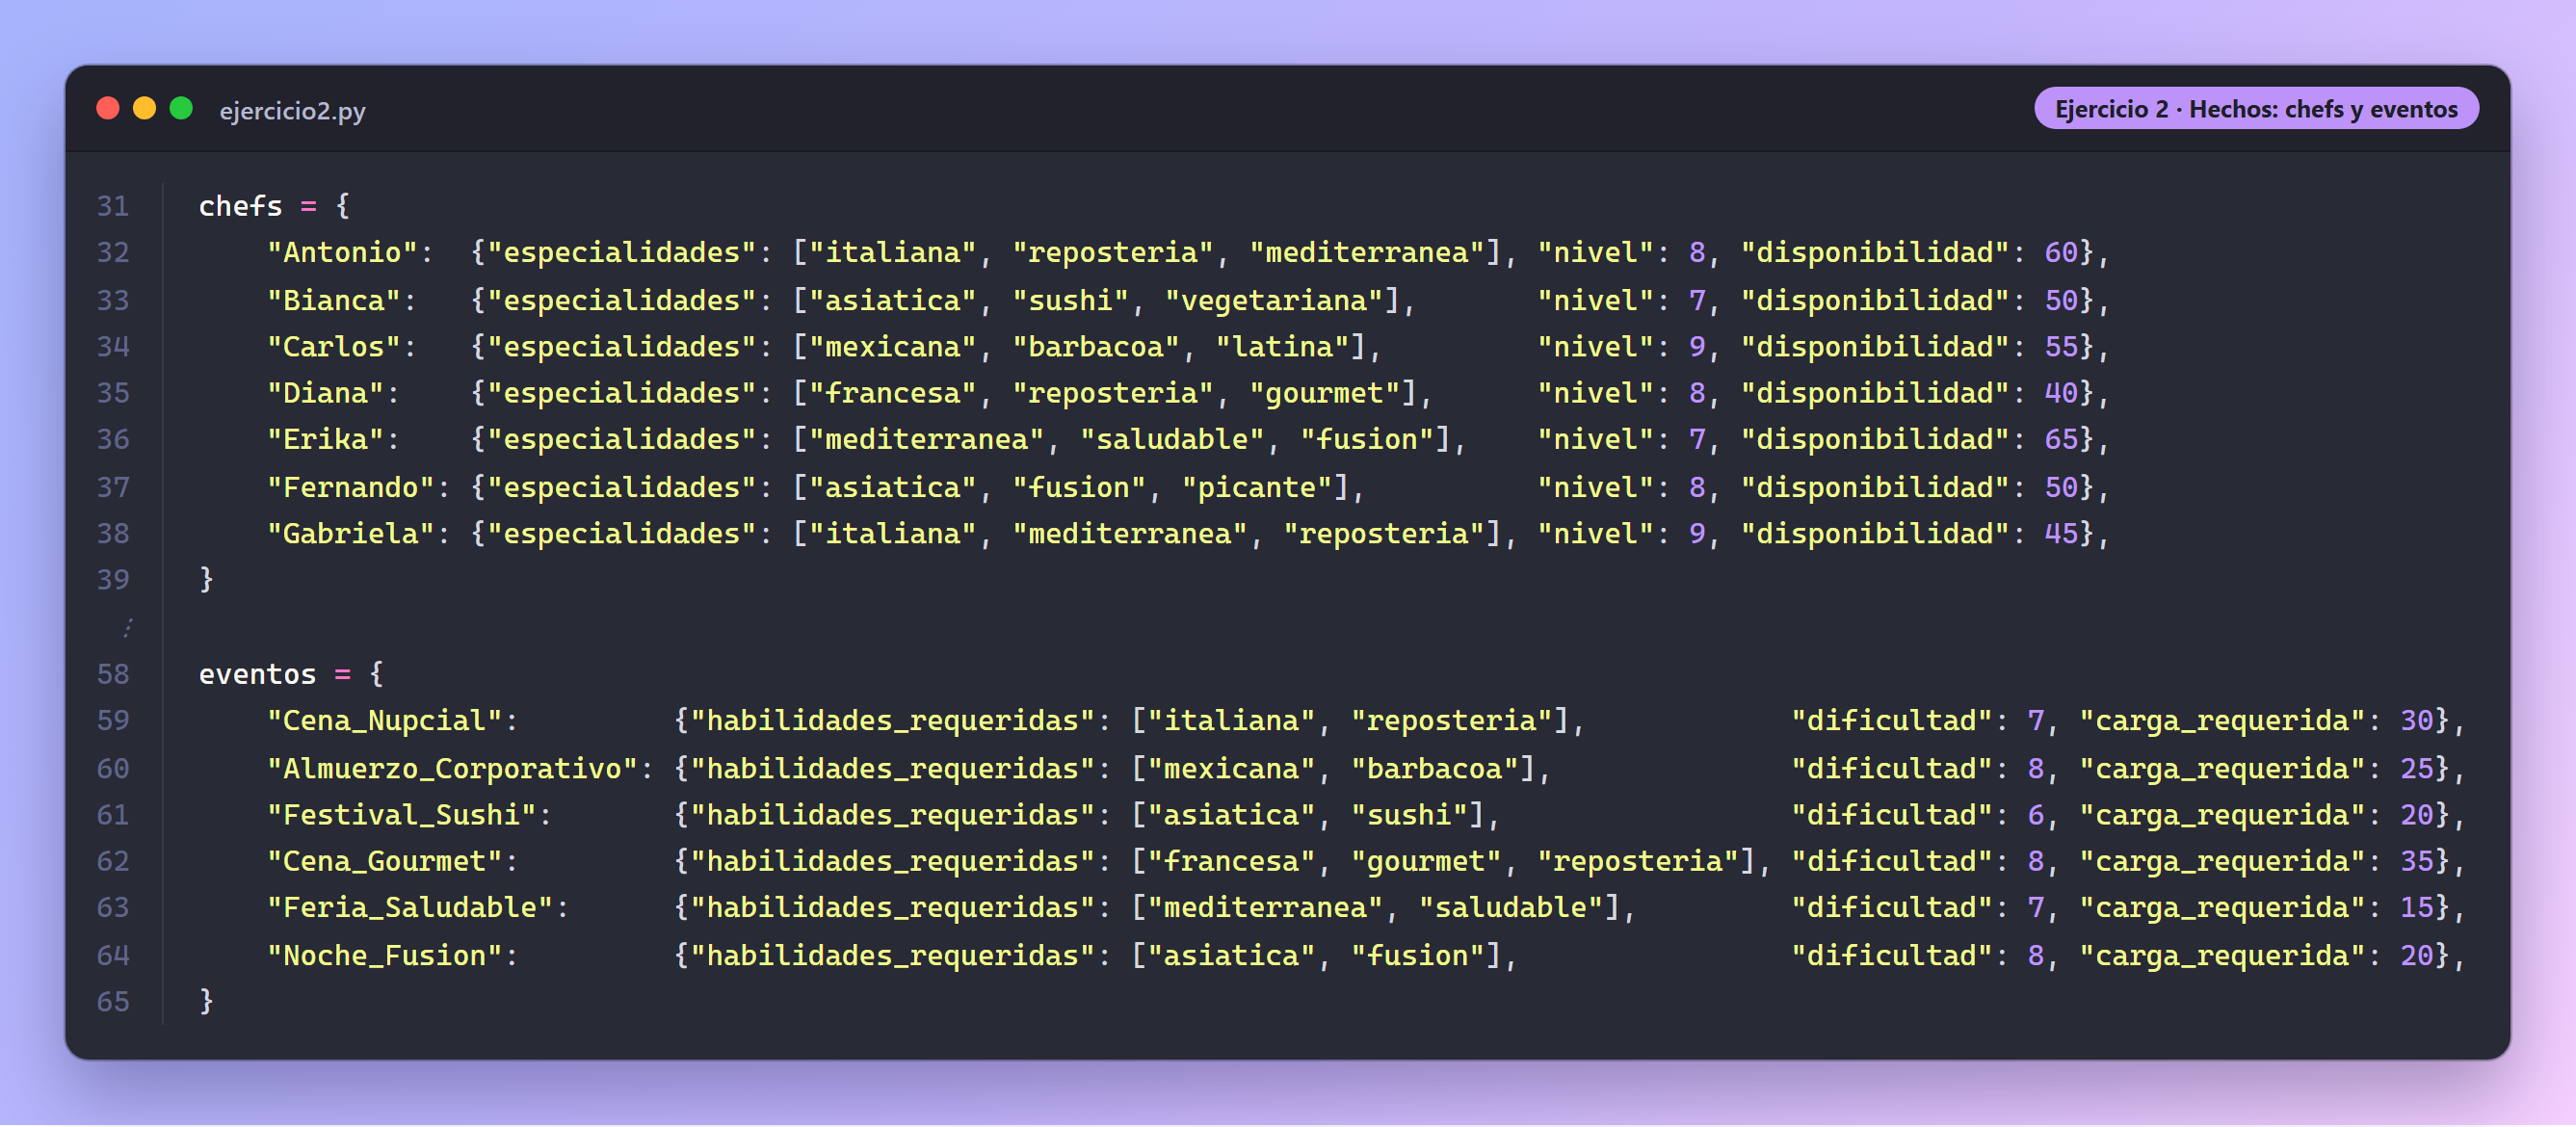 ejercicio2.py
Ejercicio 2 · Hechos: chefs y eventos
31 chefs = {
32     "Antonio":  {"especialidades": ["italiana", "reposteria", "mediterranea"], "nivel": 8, "disponibilidad": 60},
33     "Bianca":   {"especialidades": ["asiatica", "sushi", "vegetariana"],       "nivel": 7, "disponibilidad": 50},
34     "Carlos":   {"especialidades": ["mexicana", "barbacoa", "latina"],         "nivel": 9, "disponibilidad": 55},
35     "Diana":    {"especialidades": ["francesa", "reposteria", "gourmet"],      "nivel": 8, "disponibilidad": 40},
36     "Erika":    {"especialidades": ["mediterranea", "saludable", "fusion"],    "nivel": 7, "disponibilidad": 65},
37     "Fernando": {"especialidades": ["asiatica", "fusion", "picante"],          "nivel": 8, "disponibilidad": 50},
38     "Gabriela": {"especialidades": ["italiana", "mediterranea", "reposteria"], "nivel": 9, "disponibilidad": 45},
39 }
⋮
58 eventos = {
59     "Cena_Nupcial":         {"habilidades_requeridas": ["italiana", "reposteria"],            "dificultad": 7, "carga_requerida": 30},
60     "Almuerzo_Corporativo": {"habilidades_requeridas": ["mexicana", "barbacoa"],              "dificultad": 8, "carga_requerida": 25},
61     "Festival_Sushi":       {"habilidades_requeridas": ["asiatica", "sushi"],                 "dificultad": 6, "carga_requerida": 20},
62     "Cena_Gourmet":         {"habilidades_requeridas": ["francesa", "gourmet", "reposteria"], "dificultad": 8, "carga_requerida": 35},
63     "Feria_Saludable":      {"habilidades_requeridas": ["mediterranea", "saludable"],         "dificultad": 7, "carga_requerida": 15},
64     "Noche_Fusion":         {"habilidades_requeridas": ["asiatica", "fusion"],                "dificultad": 8, "carga_requerida": 20},
65 }